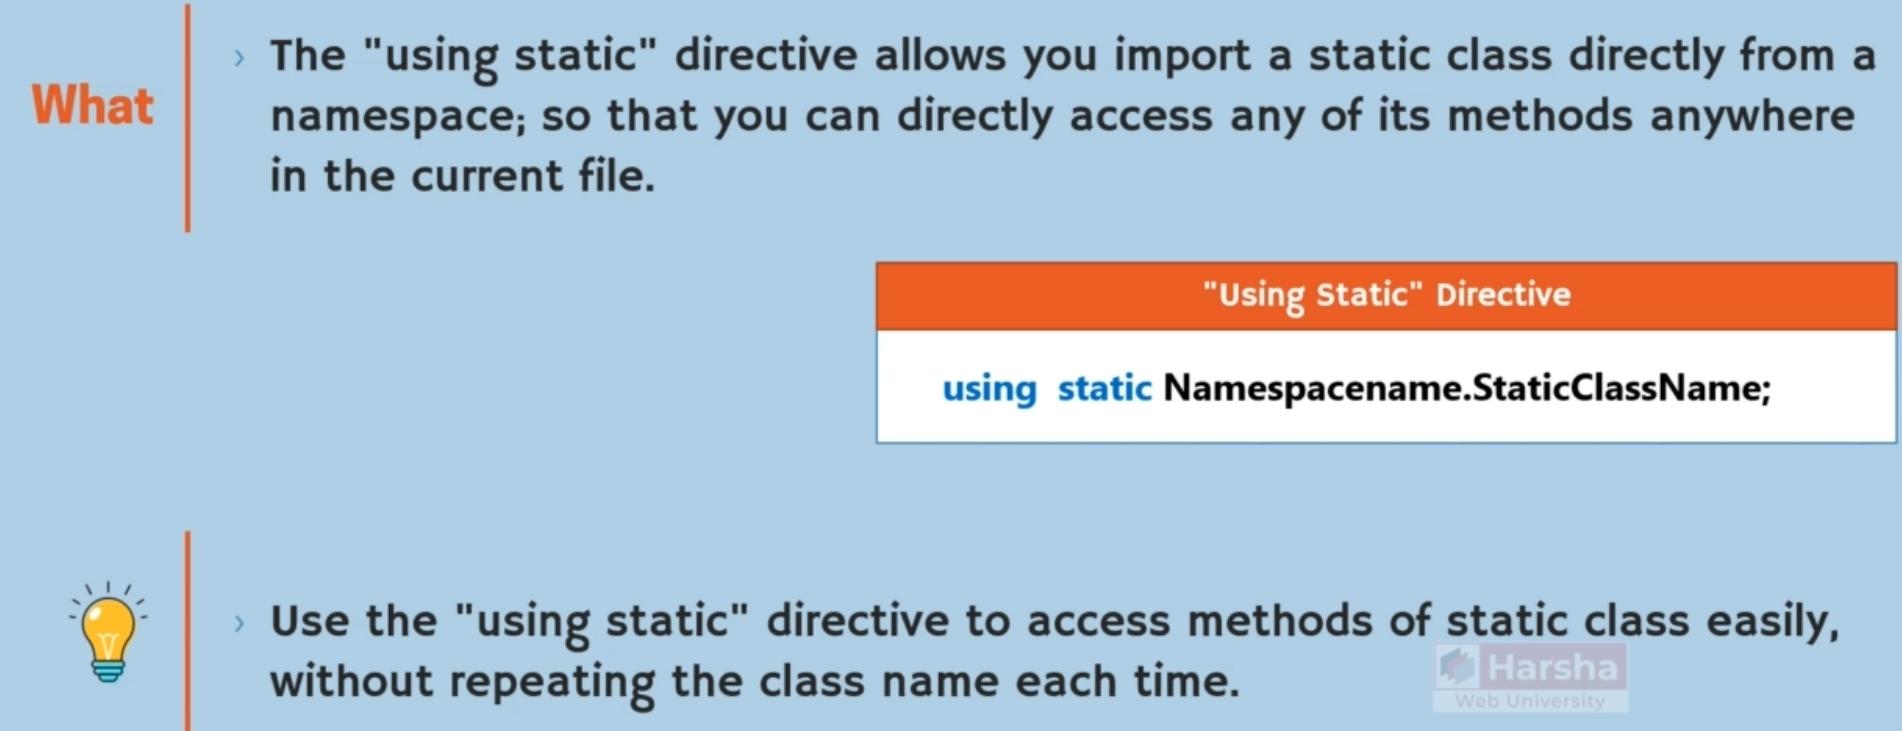 What
› The "using static" directive allows you import a static class directly from a
namespace; so that you can directly access any of its methods anywhere
in the current file.
"Using Static" Directive
using static Namespacename.StaticClassName;
› Use the "using static" directive to access methods of static class easily,
without repeating the class name each time.
Harsha
Web University